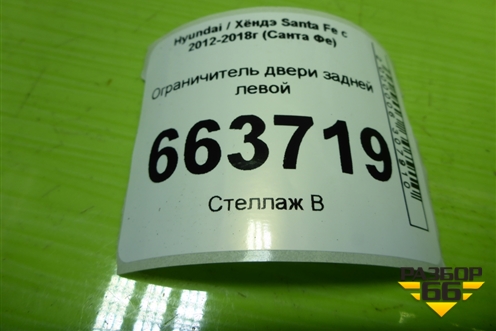 Hyundai / Хёндэ Santa Fe с
2012-2018г (Санта Фе)
Ограничитель двери задней
левой
663719
Стеллаж В
РАЗБОР
66